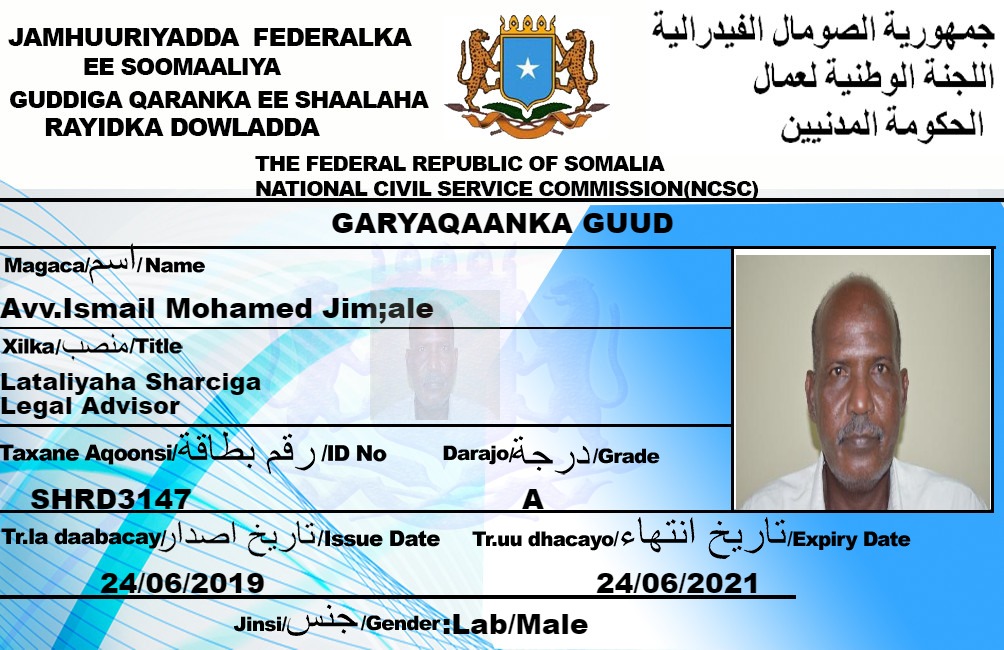 JAMHUURIYADDA FEDERALKA
EE SOOMAALIYA
GUDDIGA QARANKA EE SHAALAHA
RAYIDKA DOWLADDA
جمهورية الصومال الفيدرالية
اللجنة الوطنية لعمال
الحكومة المدنيين
THE FEDERAL REPUBLIC OF SOMALIA
NATIONAL CIVIL SERVICE COMMISSION(NCSC)
GARYAQAANKA GUUD
Magaca/اسم/Name
Avv.Ismail Mohamed Jim;ale
Xilka/منصب/Title
Lataliyaha Sharciga
Legal Advisor
Taxane Aqoonsi/رقم بطاقة/ID No
Darajo/درجة/Grade
SHRD3147
A
Tr.la daabacay/تاريخ اصدار/Issue Date
Tr.uu dhacayo/تاريخ انتهاء/Expiry Date
24/06/2019
24/06/2021
Jinsi/جنس/Gender:Lab/Male